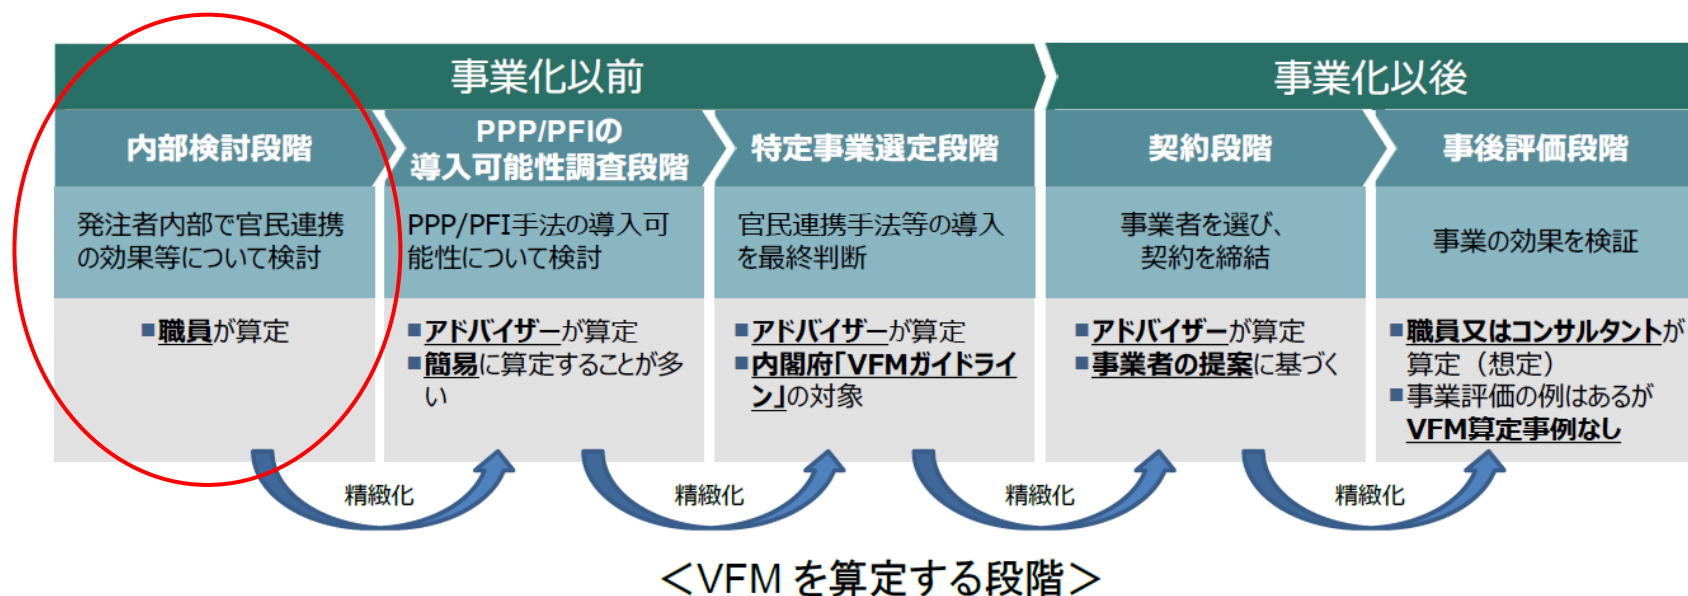 事業化以前
事業化以後
内部検討段階
PPP/PFIの
導入可能性調査段階
特定事業選定段階
契約段階
事後評価段階
発注者内部で官民連携
の効果等について検討
PPP/PFI手法の導入可
能性について検討
官民連携手法等の導入
を最終判断
事業者を選び、
契約を締結
事業の効果を検証
■職員が算定
■アドバイザーが算定
■簡易に算定することが多
い
■アドバイザーが算定
■内閣府「VFMガイドライ
ン」の対象
■アドバイザーが算定
■事業者の提案に基づく
■職員又はコンサルタントが
算定（想定）
■事業評価の例はあるが
VFM算定事例なし
精緻化
精緻化
精緻化
精緻化
＜VFM を算定する段階＞